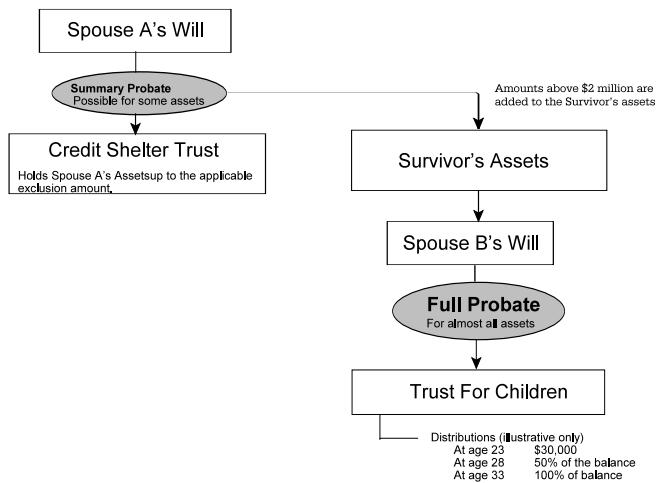 Spouse A's Will
Summary Probate
Possible for some assets
Amounts above $2 million are
added to the Survivor's assets
Credit Shelter Trust
Holds Spouse A's Assetsup to the applicable
exclusion amount.
Survivor's Assets
Spouse B's Will
Full Probate
For almost all assets
Trust For Children
Distributions (illustrative only)
At age 23 $30,000
At age 28 50% of the balance
At age 33 100% of balance